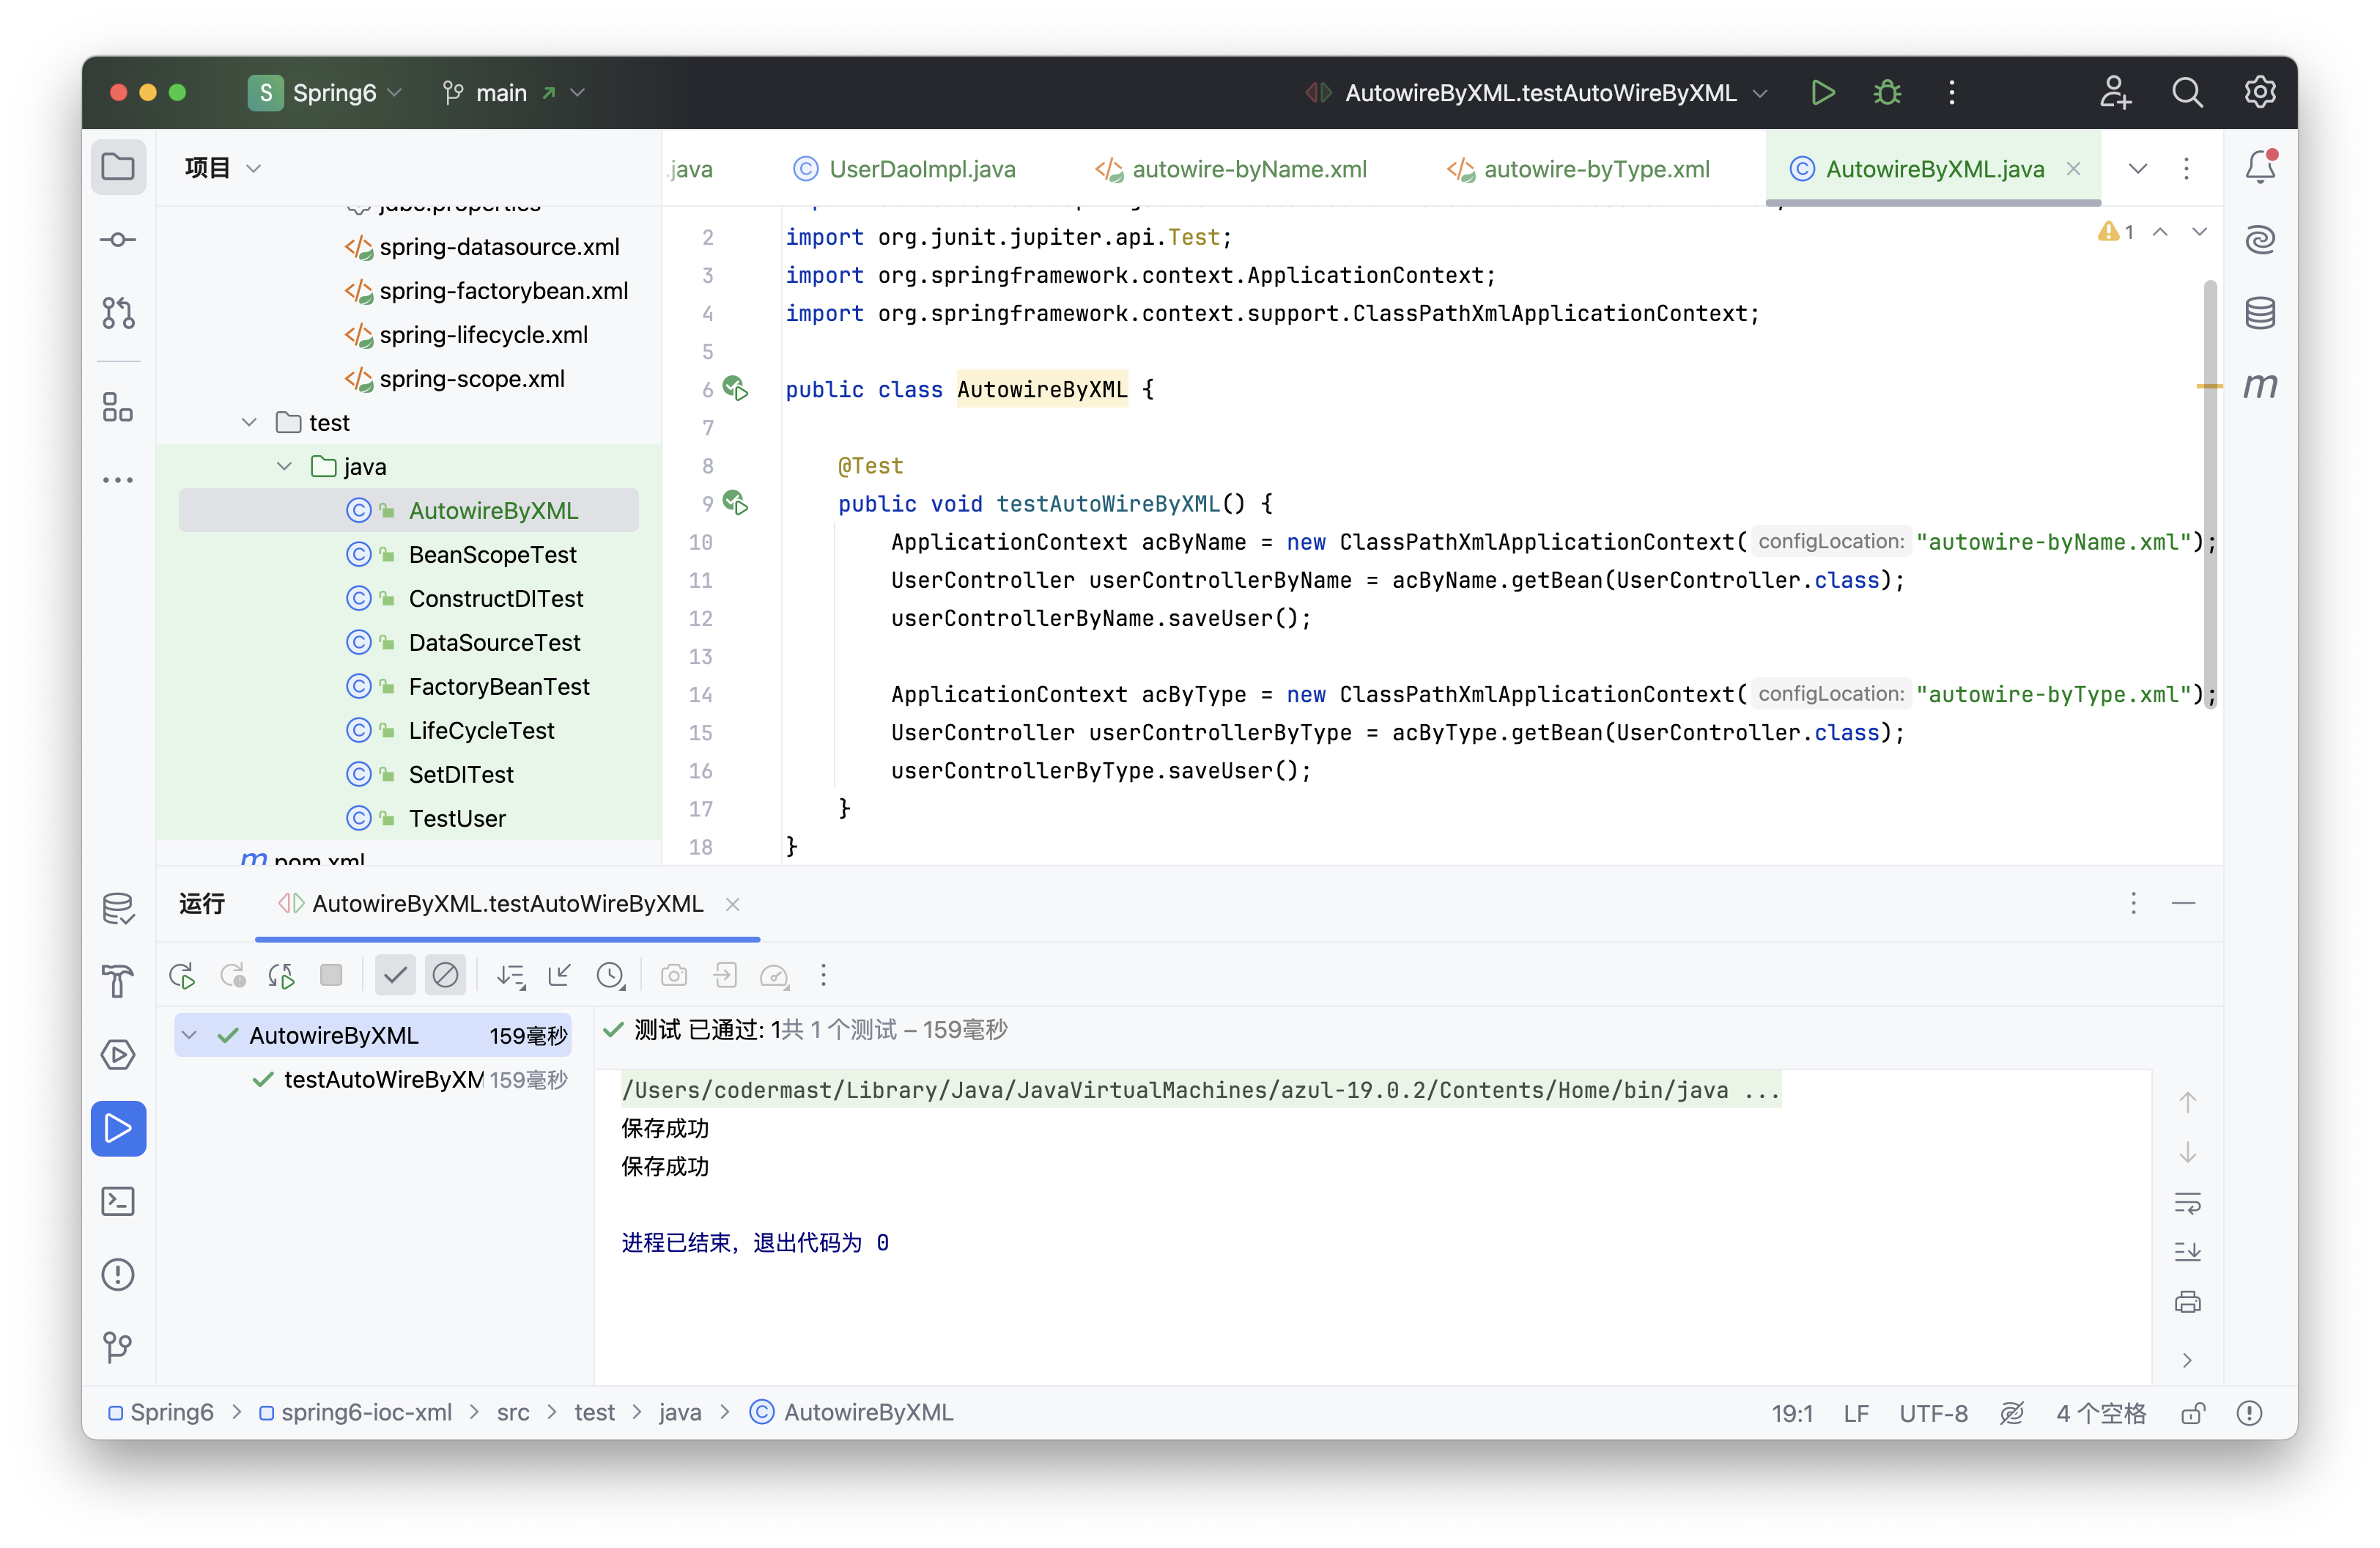 S Spring6 main AutowireByXML.testAutoWireByXML
项目
.java UserDaoImpl.java autowire-byName.xml autowire-byType.xml AutowireByXML.java
spring-datasource.xml
spring-factorybean.xml
spring-lifecycle.xml
spring-scope.xml
test
java
AutowireByXML
BeanScopeTest
ConstructDITest
DataSourceTest
FactoryBeanTest
LifeCycleTest
SetDITest
TestUser
pom.xml
1
2 import org.junit.jupiter.api.Test;
3 import org.springframework.context.ApplicationContext;
4 import org.springframework.context.support.ClassPathXmlApplicationContext;
5
6 public class AutowireByXML {
7
8 @Test
9 public void testAutoWireByXML() {
10 ApplicationContext acByName = new ClassPathXmlApplicationContext( configLocation: "autowire-byName.xml");
11 UserController userControllerByName = acByName.getBean(UserController.class);
12 userControllerByName.saveUser();
13
14 ApplicationContext acByType = new ClassPathXmlApplicationContext( configLocation: "autowire-byType.xml");
15 UserController userControllerByType = acByType.getBean(UserController.class);
16 userControllerByType.saveUser();
17 }
18 }
运行 AutowireByXML.testAutoWireByXML
AutowireByXML 159毫秒
testAutoWireByXM 159毫秒
测试 已通过: 1共 1 个测试 – 159毫秒
/Users/codermast/Library/Java/JavaVirtualMachines/azul-19.0.2/Contents/Home/bin/java ...
保存成功
保存成功
进程已结束，退出代码为 0
Spring6 > spring6-ioc-xml > src > test > java > AutowireByXML
19:1 LF UTF-8 4 个空格